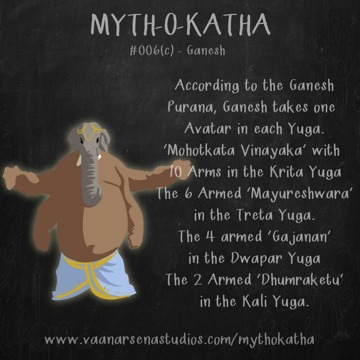 MYTH-O-KATHA
#006(c) - Ganesh
According to the Ganesh
Purana, Ganesh takes one
Avatar in each Yuga.
'Mohotkata Vinayaka' with
10 Arms in the Krita Yuga
The 6 Armed 'Mayureshwara'
in the Treta Yuga.
The 4 armed 'Gajanan'
in the Dwapar Yuga
The 2 Armed 'Dhumraketu'
in the Kali Yuga.
www.vaanarsenastudios.com/mythokatha